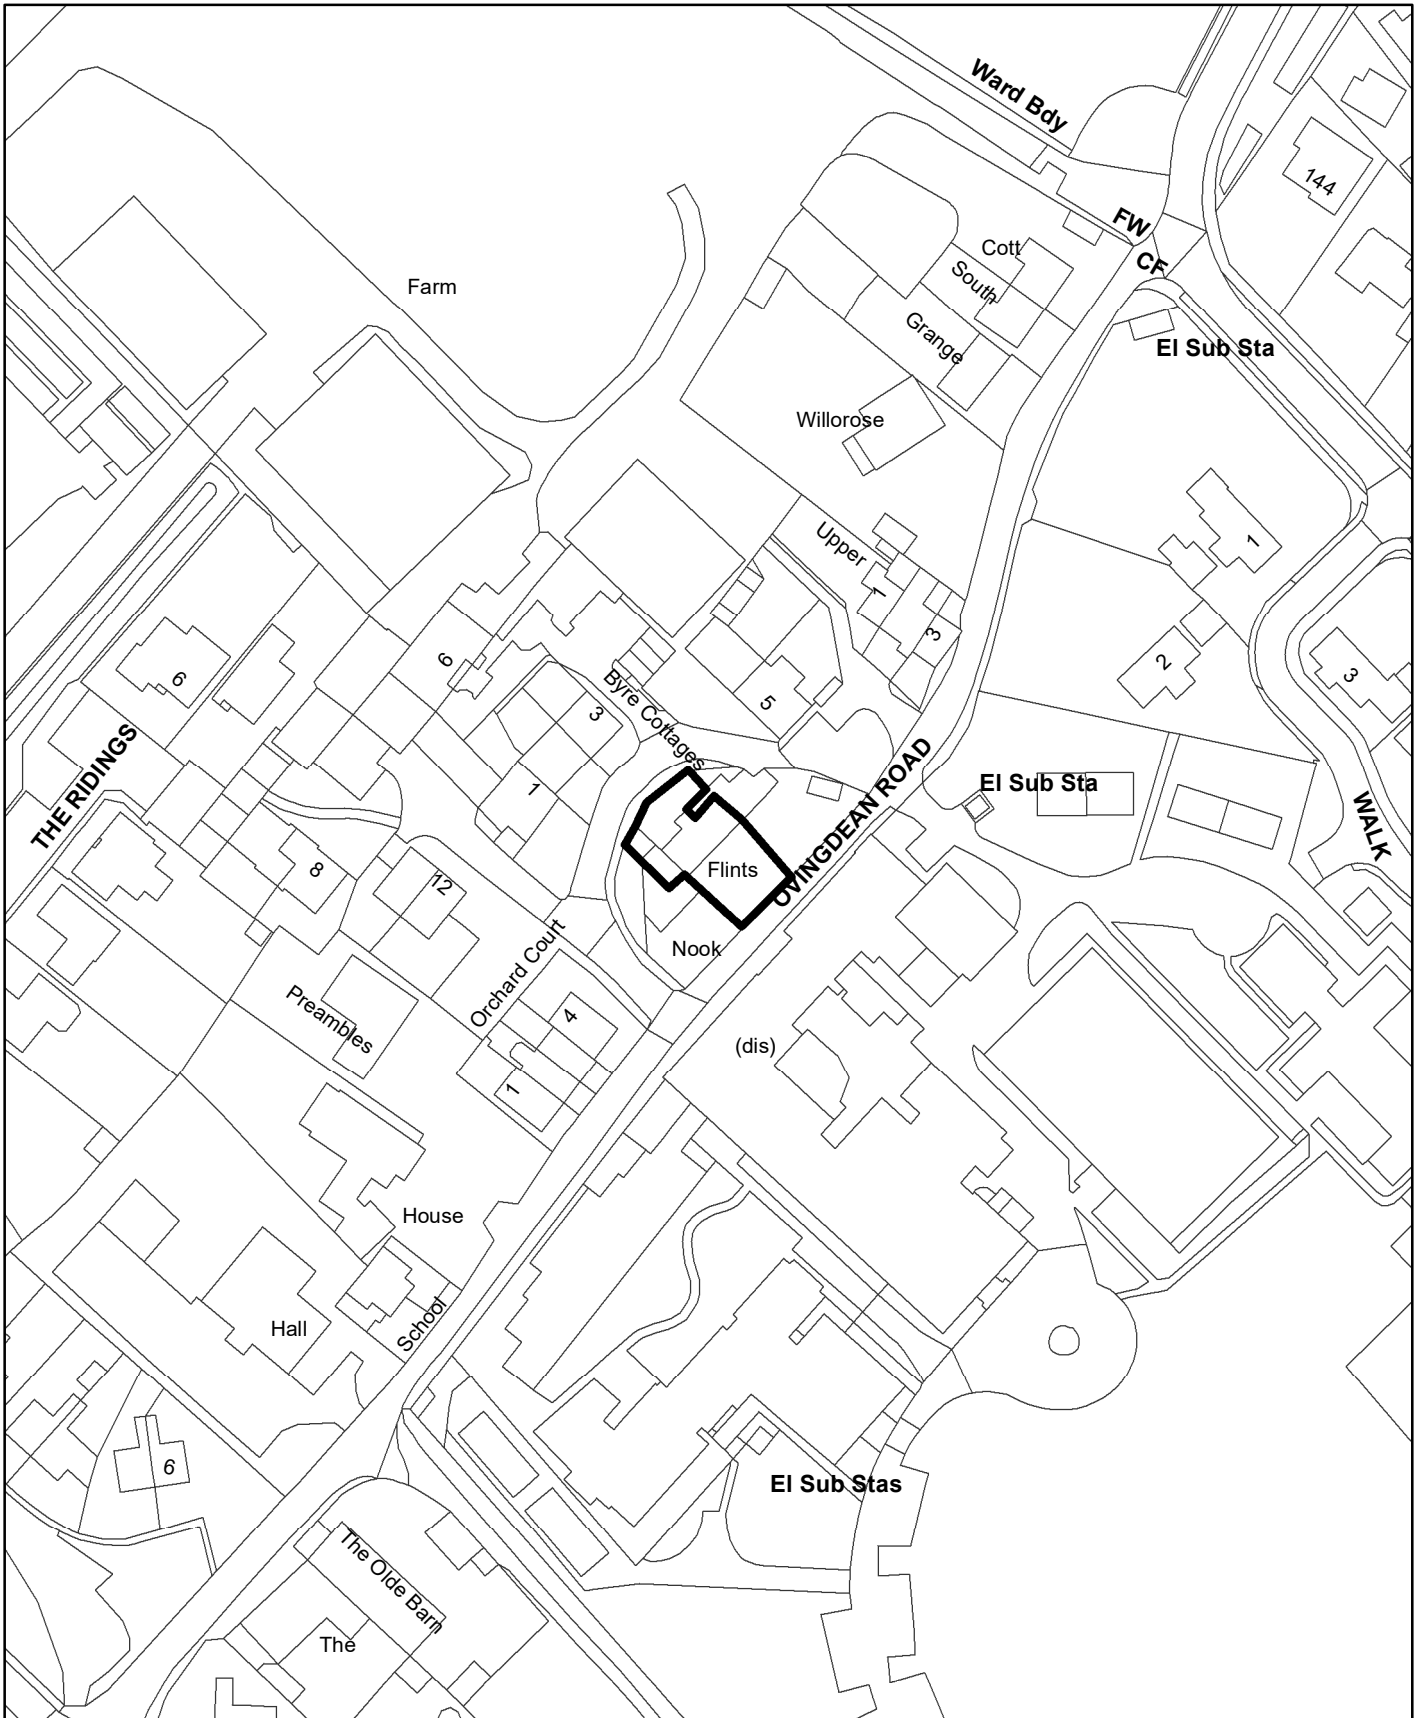 Ward Bdy
144
FW
CF
Cott
South
Grange
Farm
El Sub Sta
Willorose
Upper
1
1
3
2
3
6
6
Byre Cottages
5
3
THE RIDINGS
OVINGDEAN ROAD
El Sub Sta
WALK
1
8
12
Flints
Nook
Orchard Court
Preambles
4
(dis)
1
House
School
Hall
6
El Sub Stas
The Olde Barn
The